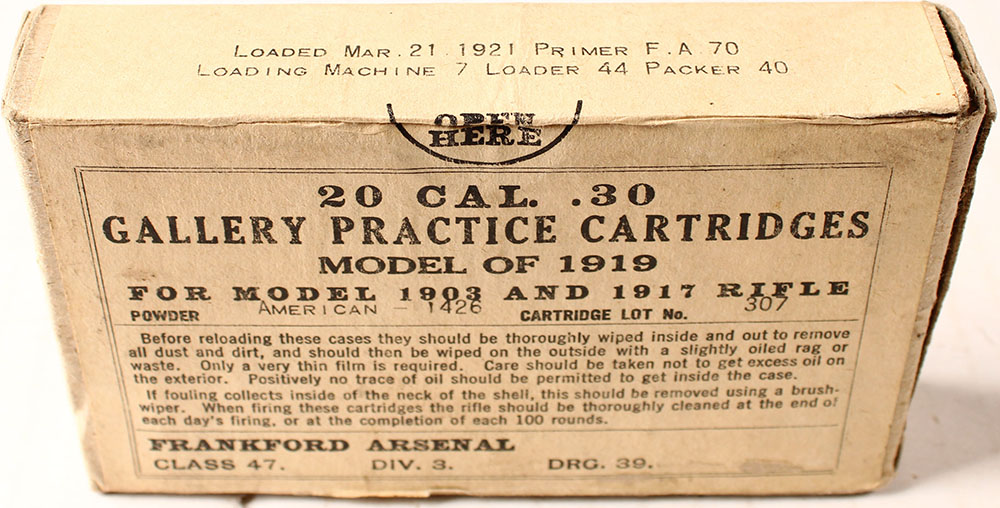 LOADED MAR. 21 1921 PRIMER F.A. 70
LOADING MACHINE 7 LOADER 44 PACKER 40
OPEN
HERE
20 CAL. .30
GALLERY PRACTICE CARTRIDGES
MODEL OF 1919
FOR MODEL 1903 AND 1917 RIFLE
POWDER AMERICAN - 1426 CARTRIDGE LOT No. 307
Before reloading these cases they should be thoroughly wiped inside and out to remove
all dust and dirt, and should then be wiped on the outside with a slightly oiled rag or
waste. Only a very thin film is required. Care should be taken not to get excess oil on
the exterior. Positively no trace of oil should be permitted to get inside the case.
If fouling collects inside of the neck of the shell, this should be removed using a brush-
wiper. When firing these cartridges the rifle should be thoroughly cleaned at the end of
each day's firing, or at the completion of each 100 rounds.
FRANKFORD ARSENAL
CLASS 47. DIV. 3. DRG. 39.